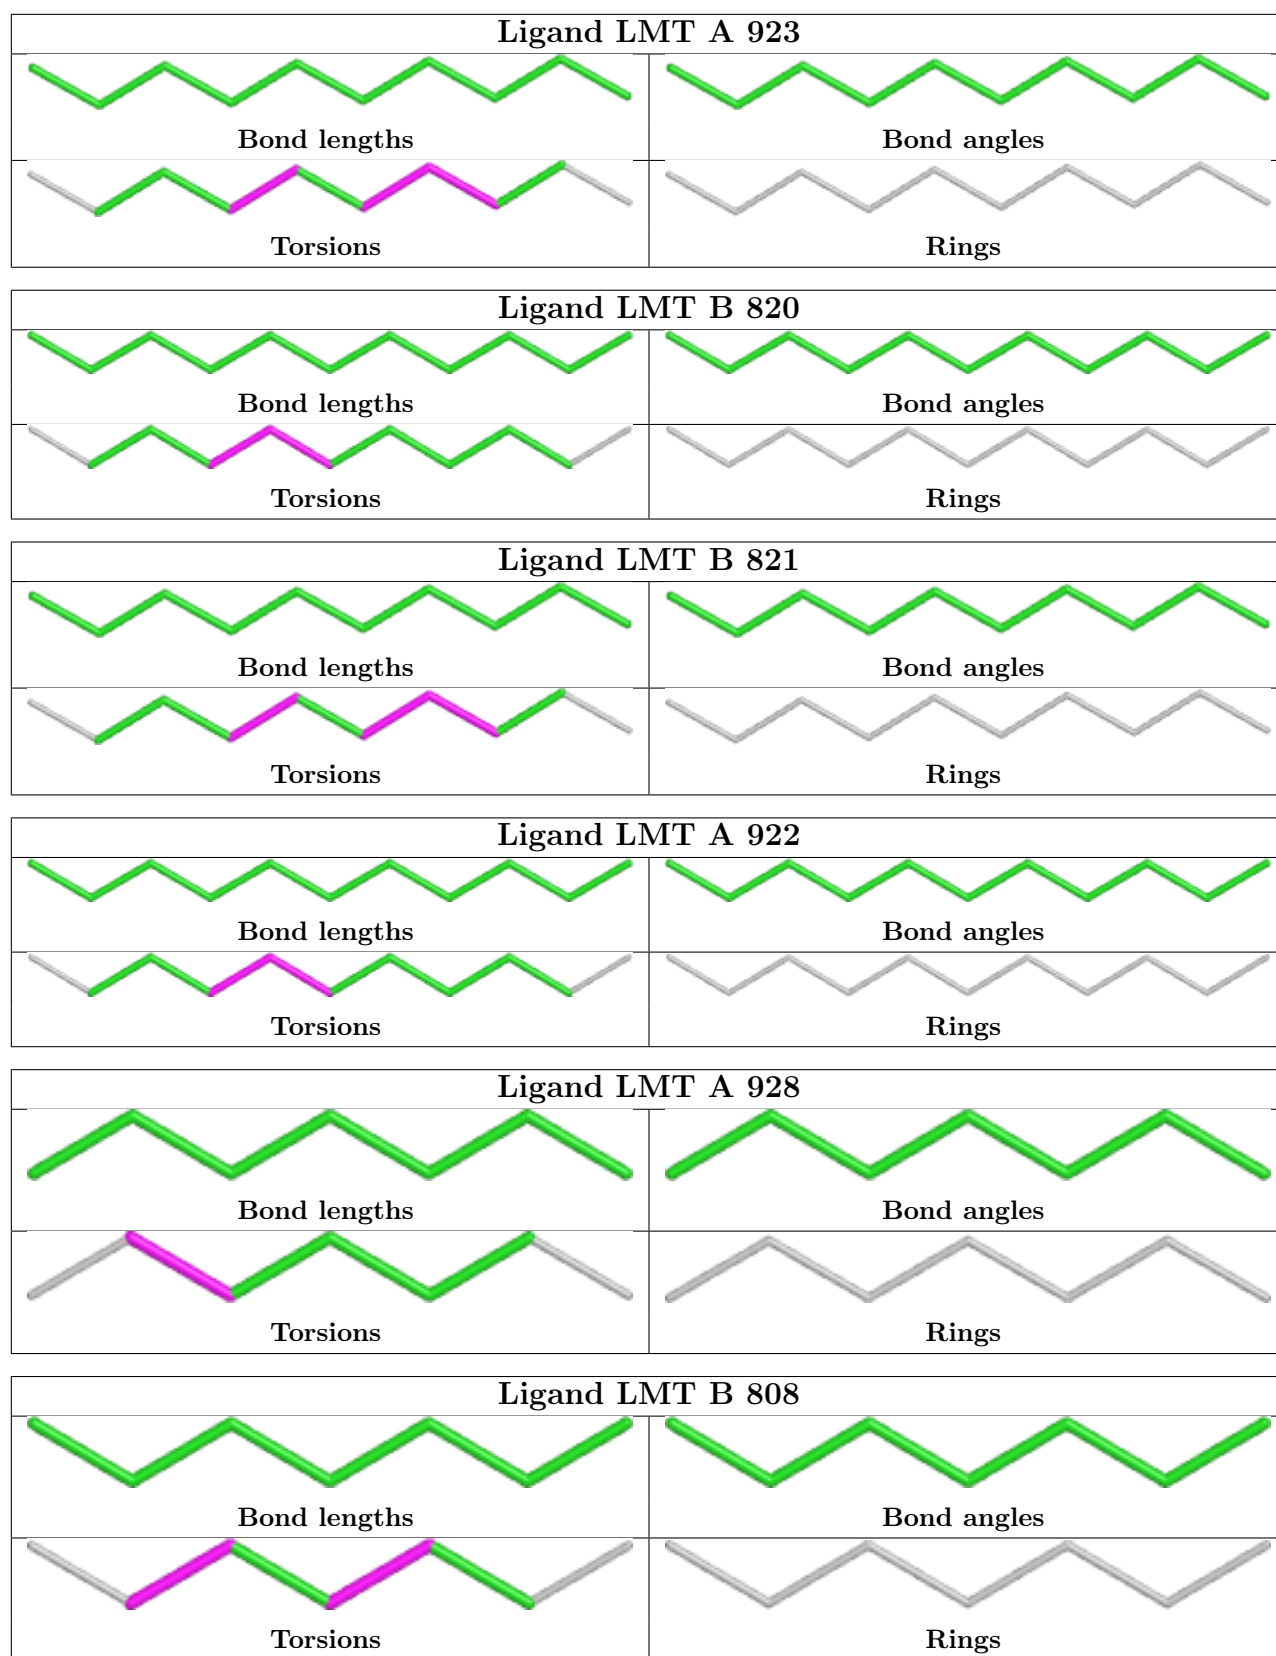 Ligand LMT A 923
Bond lengths Bond angles
Torsions Rings
Ligand LMT B 820
Bond lengths Bond angles
Torsions Rings
Ligand LMT B 821
Bond lengths Bond angles
Torsions Rings
Ligand LMT A 922
Bond lengths Bond angles
Torsions Rings
Ligand LMT A 928
Bond lengths Bond angles
Torsions Rings
Ligand LMT B 808
Bond lengths Bond angles
Torsions Rings